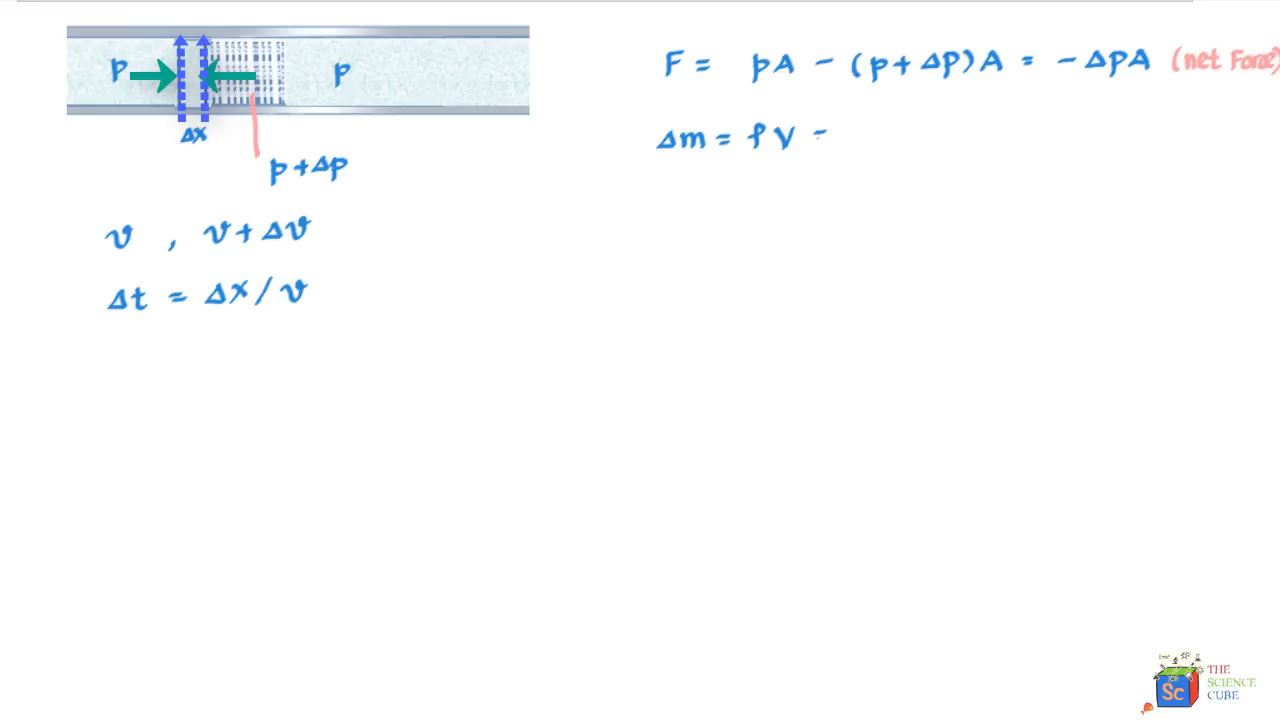 p p
Δx
p + Δp
v , v + Δv
Δt = Δx / v
F = pA - (p + Δp) A = - ΔpA (net Force)
Δm = ρV =
Sc
THE
SCIENCE
CUBE